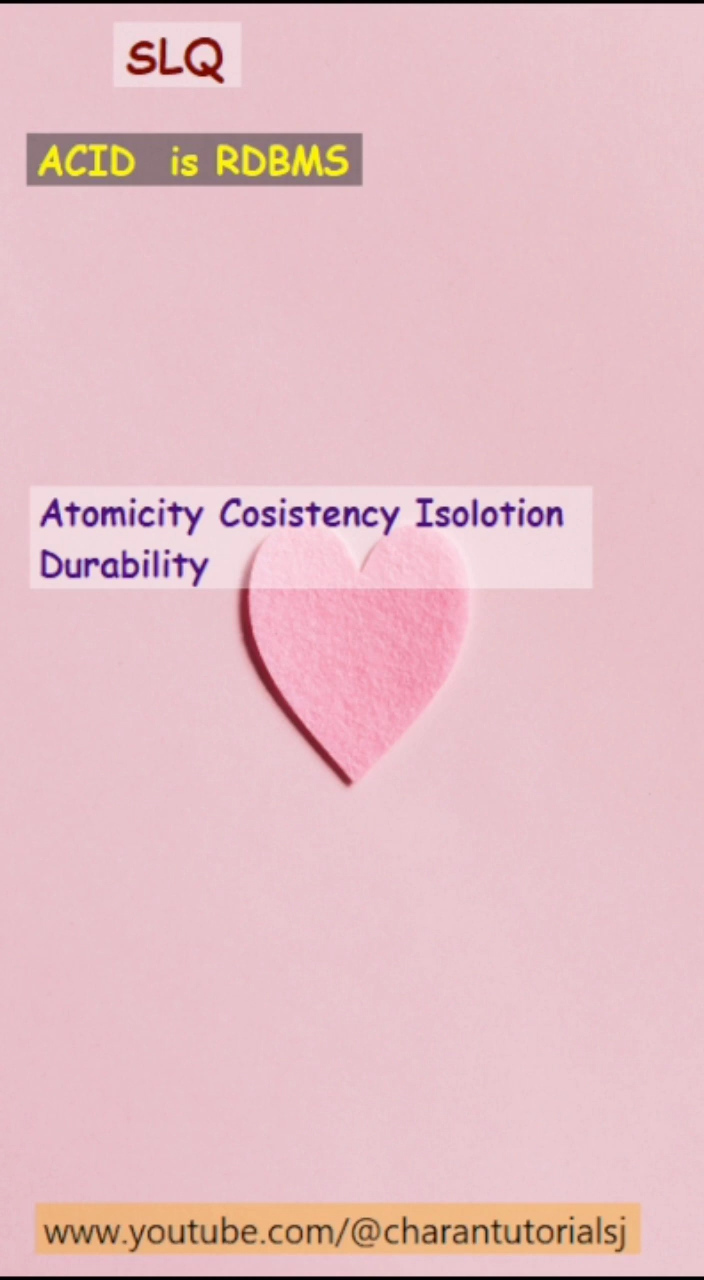 SLQ
ACID is RDBMS
Atomicity Cosistency Isolotion
Durability
www.youtube.com/@charantutorialsj